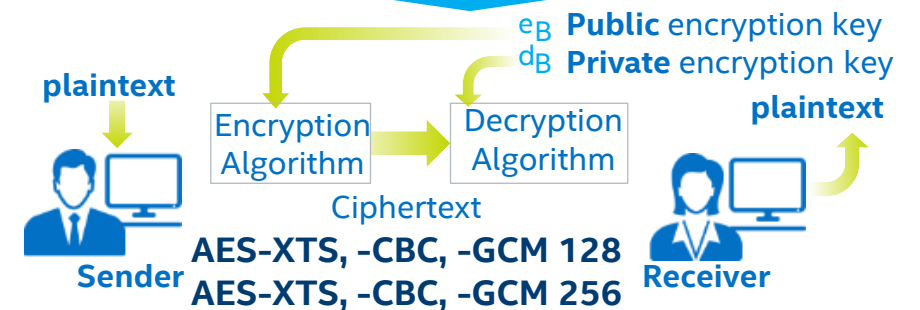 eB Public encryption key
dB Private encryption key
plaintext
plaintext
Encryption
Algorithm
Decryption
Algorithm
Ciphertext
AES-XTS, -CBC, -GCM 128
AES-XTS, -CBC, -GCM 256
Sender
Receiver